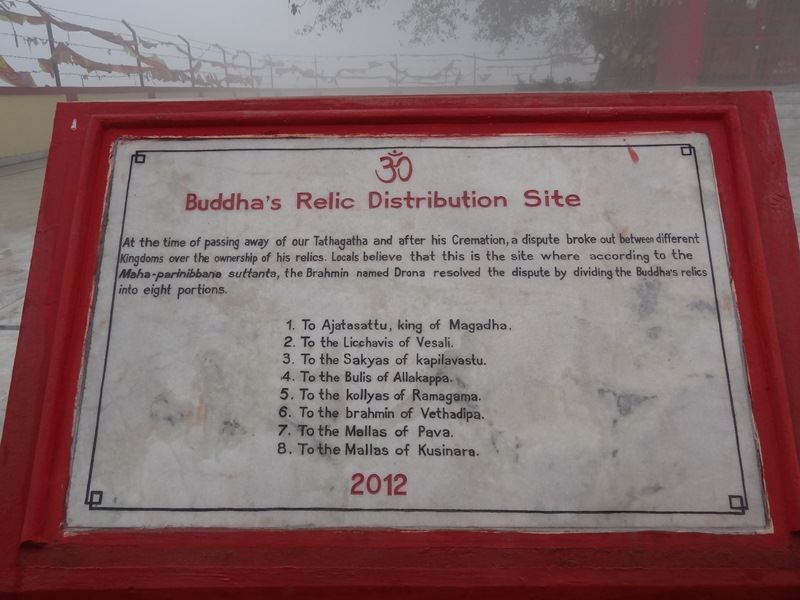 ॐ
Buddha's Relic Distribution Site
At the time of passing away of our Tathagatha and after his Cremation, a dispute broke out between different
Kingdoms over the ownership of his relics. Locals believe that this is the site where according to the
Maha-parinibbana suttanta, the Brahmin named Drona resolved the dispute by dividing the Buddha's relics
into eight portions.
1. To Ajatasattu, king of Magadha.
2. To the Licchavis of Vesali.
3. To the Sakyas of kapilavastu.
4. To the Bulis of Allakappa.
5. To the kollyas of Ramagama.
6. To the brahmin of Vethadipa.
7. To the Mallas of Pava.
8. To the Mallas of Kusinara.
2012